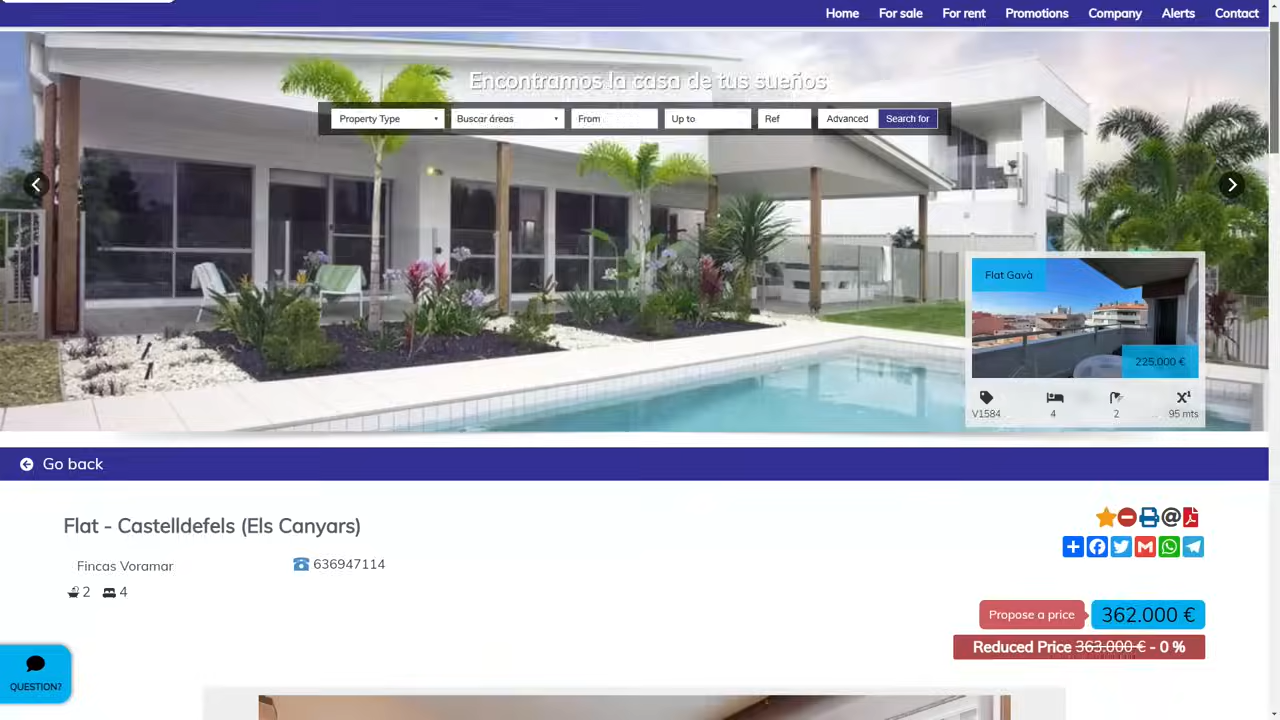 Home For sale For rent Promotions Company Alerts Contact
Encontramos la casa de tus sueños
Property Type Buscar áreas From Up to Ref Advanced Search for
Flat Gavà
225.000 €
V1584 4 2 95 mts
Go back
Flat - Castelldefels (Els Canyars)
Fincas Voramar 636947114
2 4
Propose a price 362.000 €
Reduced Price 363.000 € - 0 %
QUESTION?